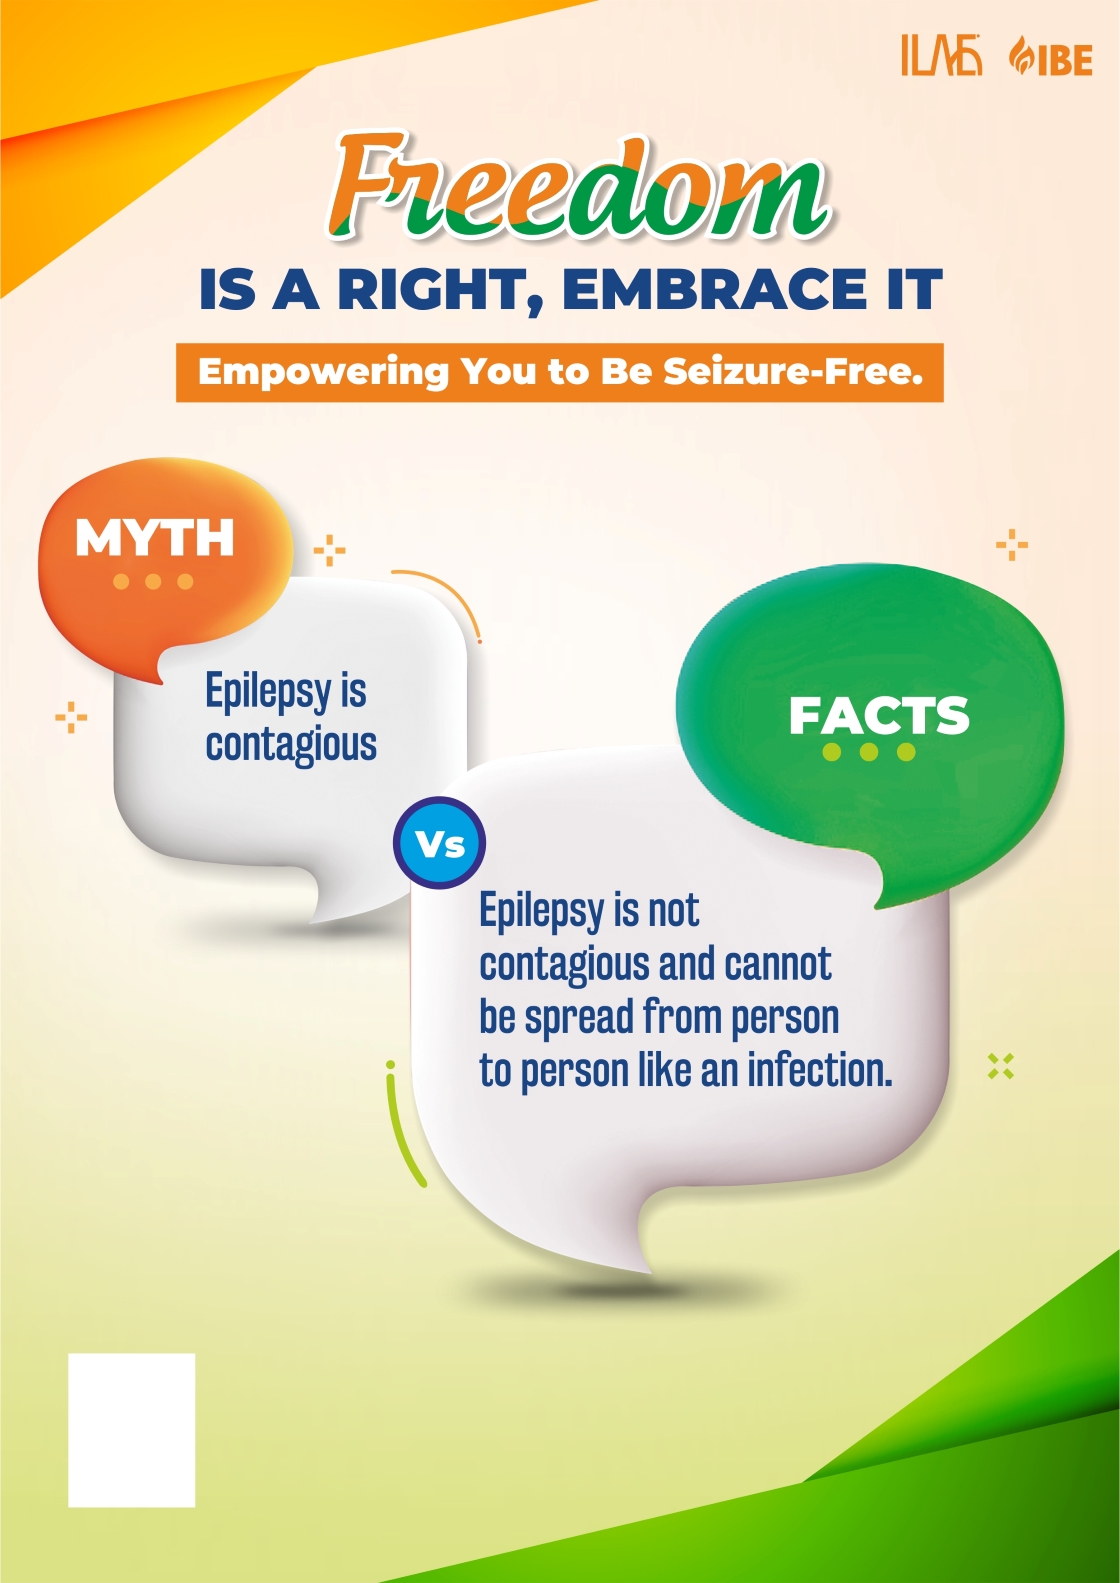 ILAE IBE
Freedom
IS A RIGHT, EMBRACE IT
Empowering You to Be Seizure-Free.
MYTH
Epilepsy is
contagious
Vs
FACTS
Epilepsy is not
contagious and cannot
be spread from person
to person like an infection.